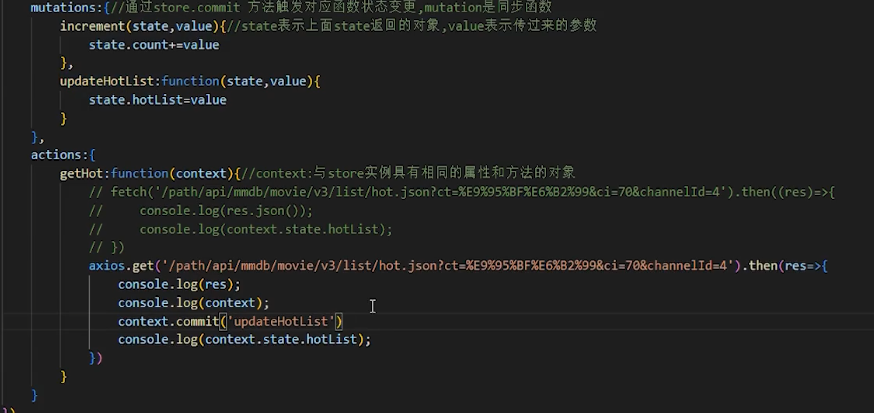 mutations:{//通过store.commit 方法触发对应函数状态变更,mutation是同步函数
increment(state,value){//state表示上面state返回的对象,value表示传过来的参数
state.count+=value
},
updateHotList:function(state,value){
state.hotList=value
}
},
actions:{
getHot:function(context){//context:与store实例具有相同的属性和方法的对象
// fetch('/path/api/mmdb/movie/v3/list/hot.json?ct=%E9%95%BF%E6%B2%99&ci=70&channelId=4').then((res)=>{
//     console.log(res.json());
//     console.log(context.state.hotList);
// })
axios.get('/path/api/mmdb/movie/v3/list/hot.json?ct=%E9%95%BF%E6%B2%99&ci=70&channelId=4').then(res=>{
console.log(res);
console.log(context);
context.commit('updateHotList')
console.log(context.state.hotList);
})
}
}
})